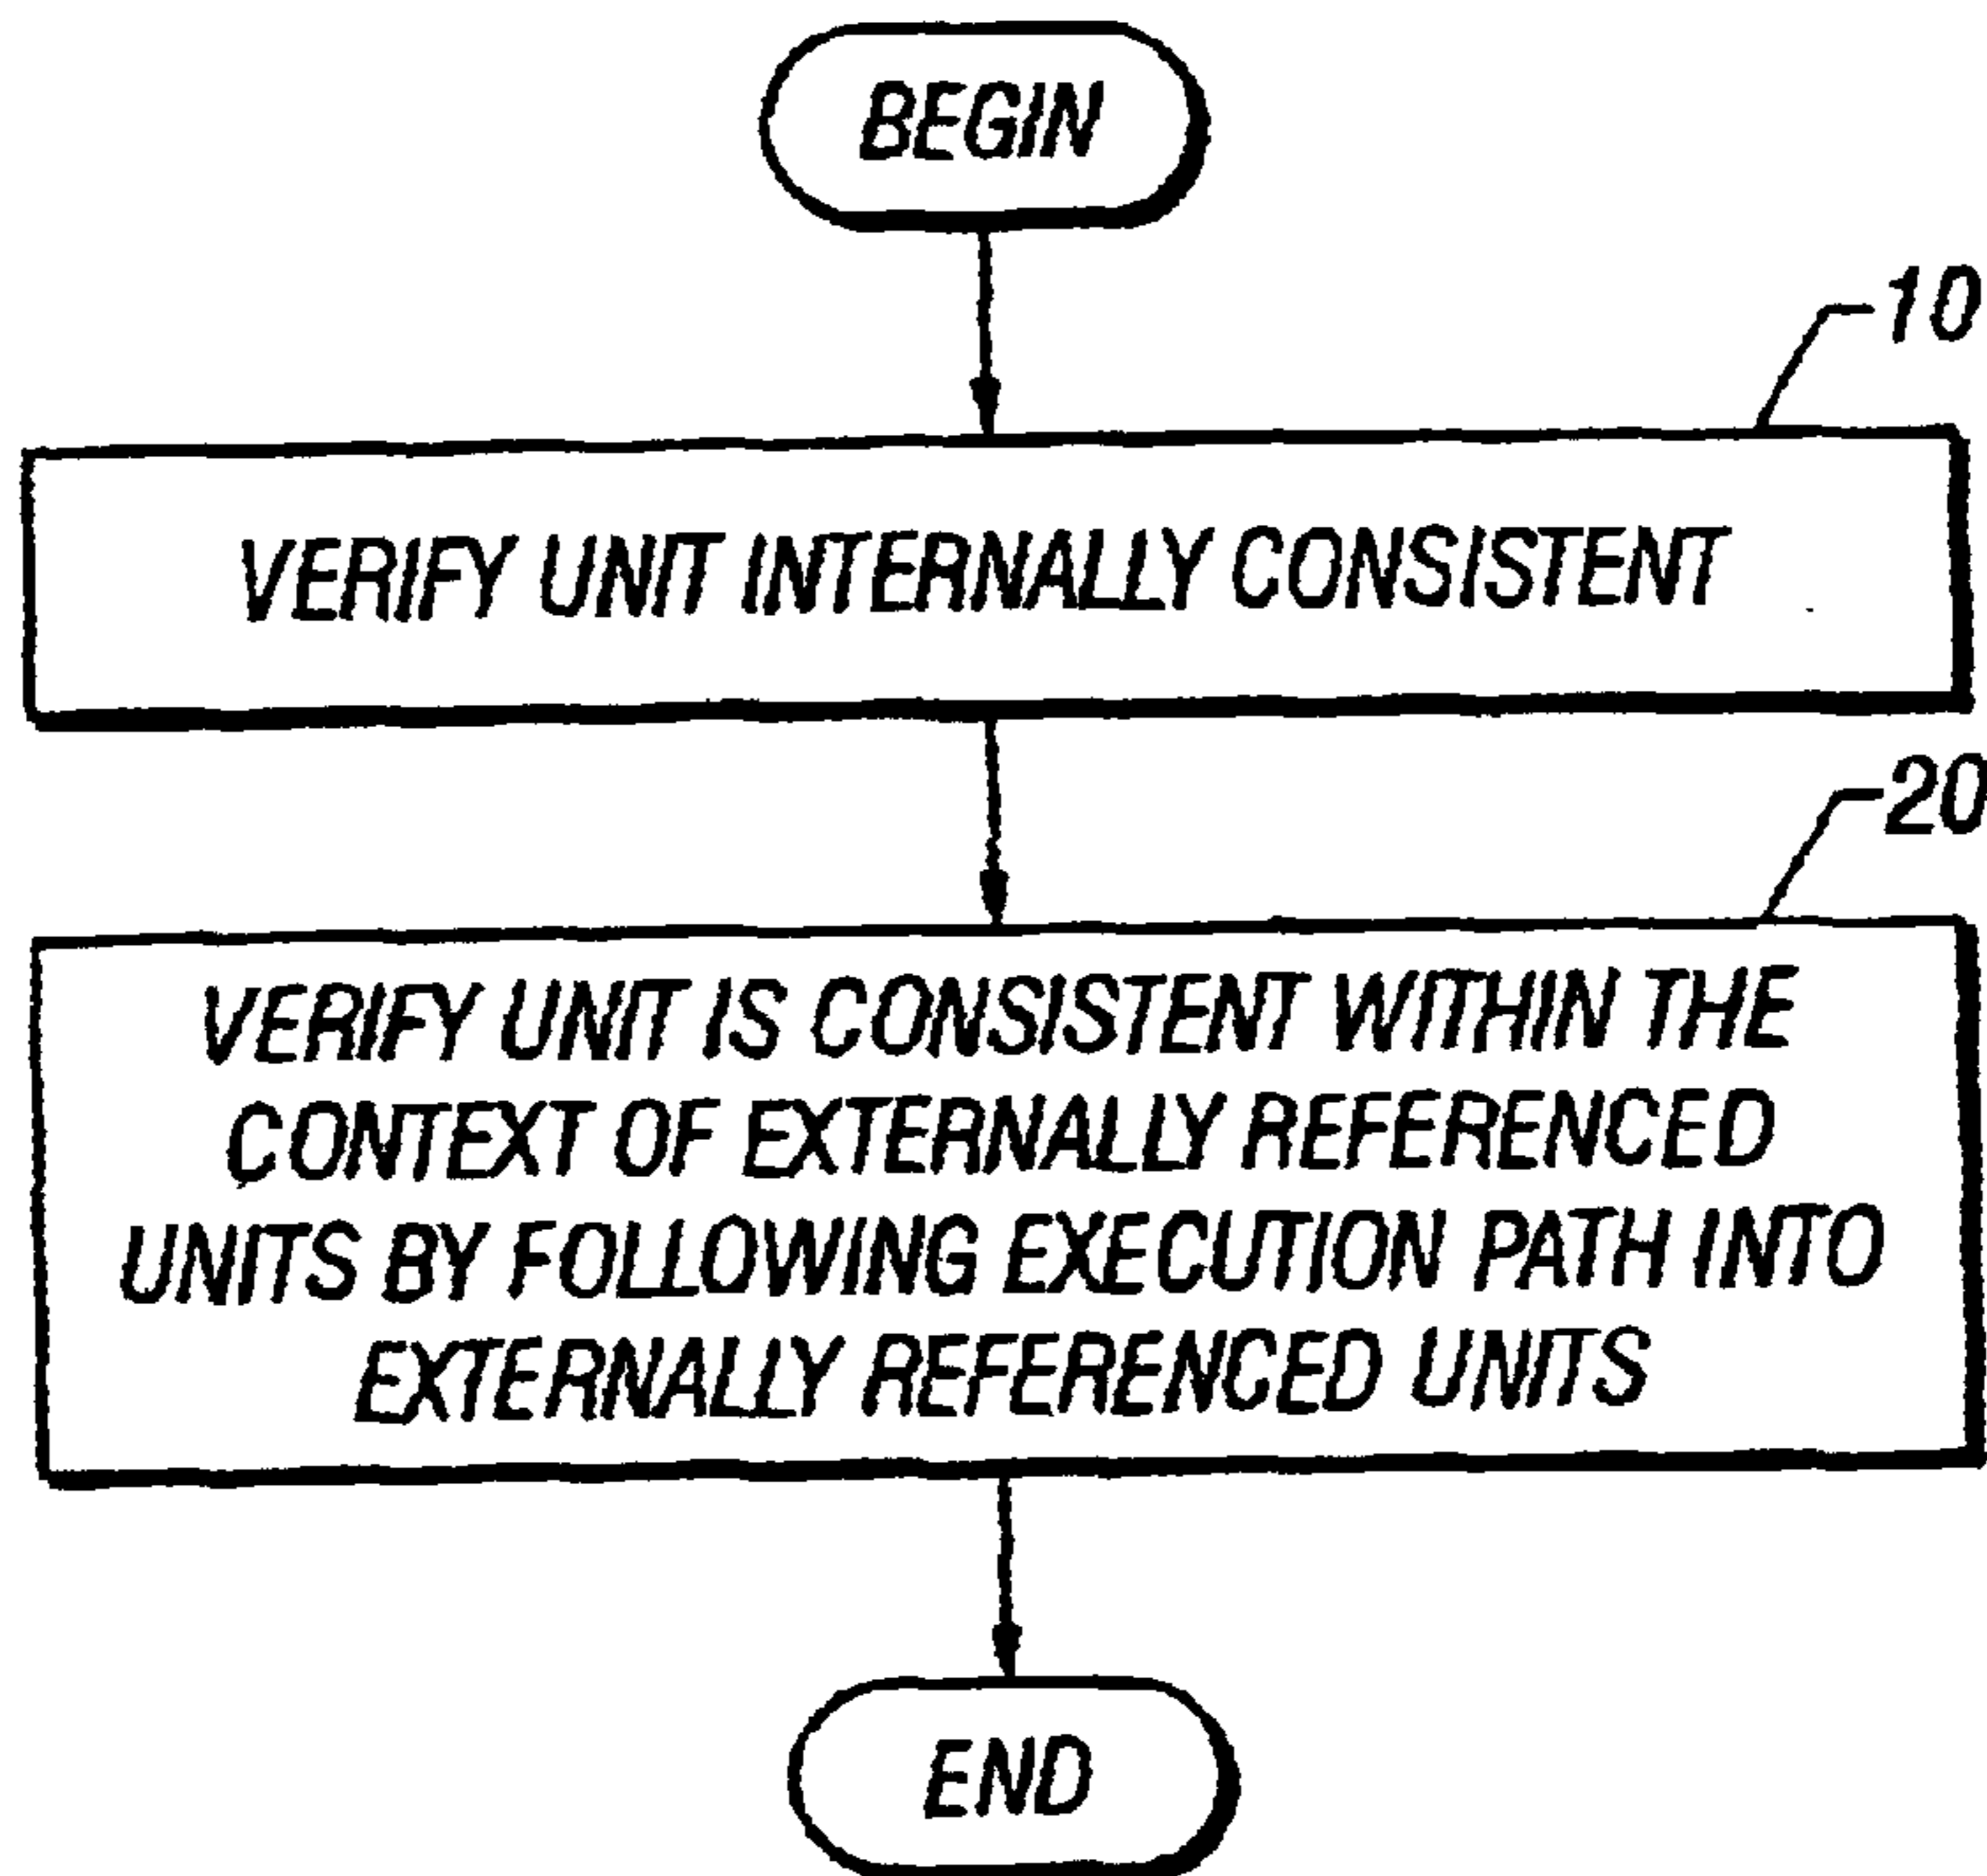 BEGIN
10
VERIFY UNIT INTERNALLY CONSISTENT
20
VERIFY UNIT IS CONSISTENT WITHIN THE
CONTEXT OF EXTERNALLY REFERENCED
UNITS BY FOLLOWING EXECUTION PATH INTO
EXTERNALLY REFERENCED UNITS
END